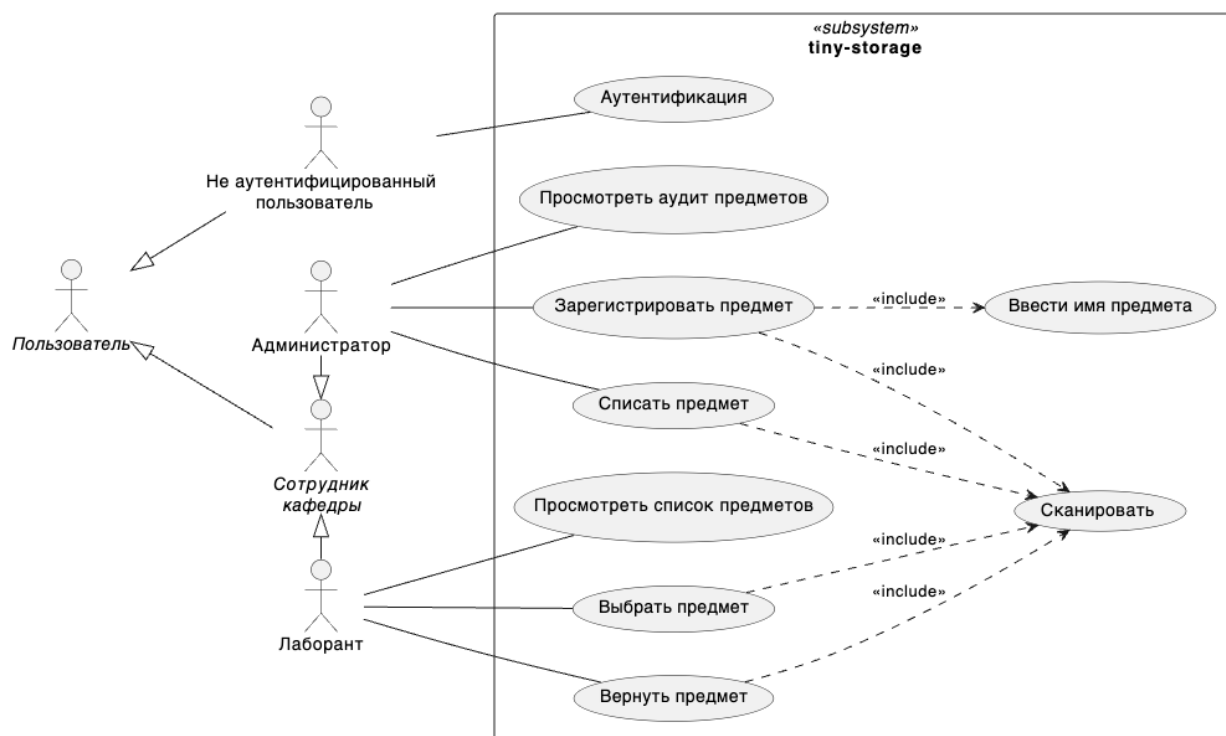 «subsystem»
tiny-storage
Аутентификация
Не аутентифицированный
пользователь
Просмотреть аудит предметов
Пользователь
Администратор
Зарегистрировать предмет
«include»
Ввести имя предмета
«include»
Списать предмет
«include»
Сотрудник
кафедры
Просмотреть список предметов
Сканировать
«include»
«include»
Лаборант
Выбрать предмет
Вернуть предмет